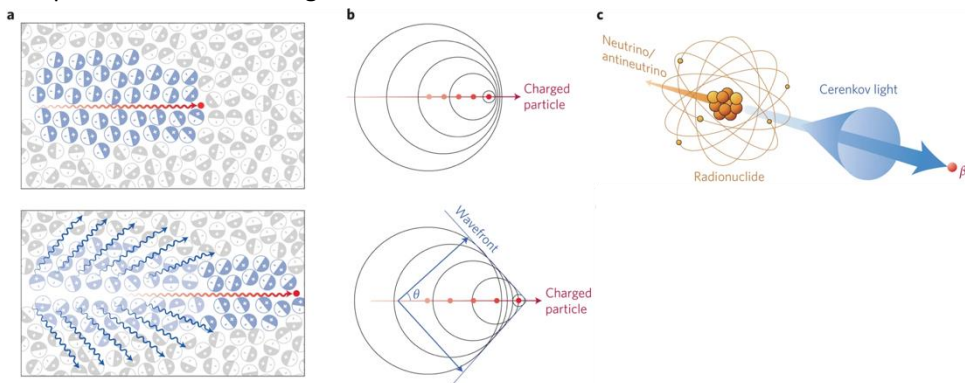 a
b
c
Charged
particle
Neutrino/
antineutrino
Radionuclide
Cerenkov light
β
Wavefront
θ
Charged
particle